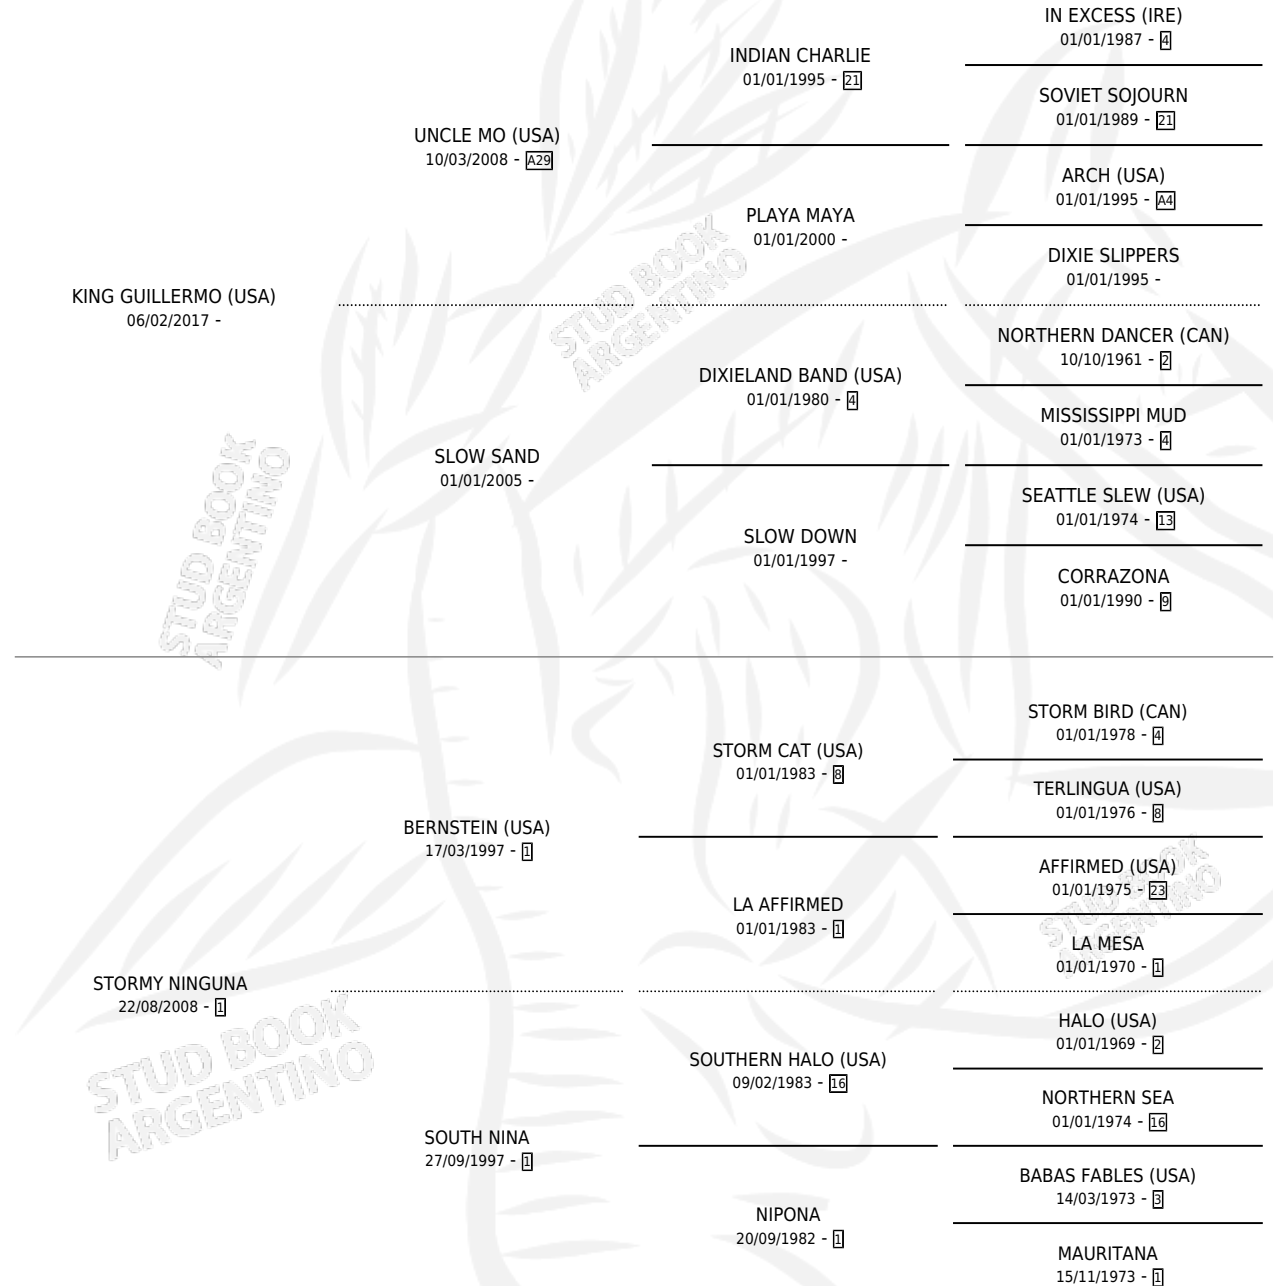 IN EXCESS (IRE)
01/01/1987 - 4
INDIAN CHARLIE
01/01/1995 - 21
SOVIET SOJOURN
01/01/1989 - 21
UNCLE MO (USA)
10/03/2008 - A29
ARCH (USA)
01/01/1995 - A4
PLAYA MAYA
01/01/2000 -
DIXIE SLIPPERS
01/01/1995 -
KING GUILLERMO (USA)
06/02/2017 -
NORTHERN DANCER (CAN)
10/10/1961 - 2
DIXIELAND BAND (USA)
01/01/1980 - 4
MISSISSIPPI MUD
01/01/1973 - 4
SLOW SAND
01/01/2005 -
SEATTLE SLEW (USA)
01/01/1974 - 13
SLOW DOWN
01/01/1997 -
CORRAZONA
01/01/1990 - 9
STORM BIRD (CAN)
01/01/1978 - 4
STORM CAT (USA)
01/01/1983 - 8
TERLINGUA (USA)
01/01/1976 - 8
BERNSTEIN (USA)
17/03/1997 - 1
AFFIRMED (USA)
01/01/1975 - 23
LA AFFIRMED
01/01/1983 - 1
LA MESA
01/01/1970 - 1
STORMY NINGUNA
22/08/2008 - 1
HALO (USA)
01/01/1969 - 2
SOUTHERN HALO (USA)
09/02/1983 - 16
NORTHERN SEA
01/01/1974 - 16
SOUTH NINA
27/09/1997 - 1
BABAS FABLES (USA)
14/03/1973 - 3
NIPONA
20/09/1982 - 1
MAURITANA
15/11/1973 - 1
STUD BOOK
ARGENTINO
STUD BOOK
ARGENTINO
STUD BOOK
ARGENTINO
STUD BOOK
ARGENTINO